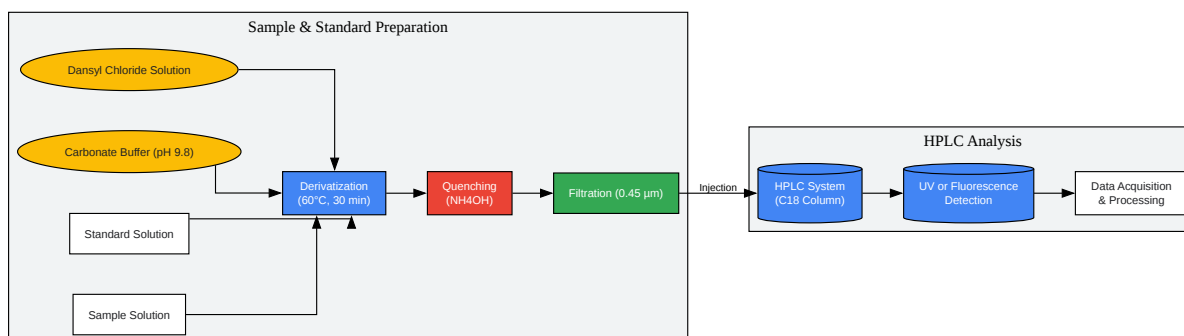 Sample & Standard Preparation
Dansyl Chloride Solution
Carbonate Buffer (pH 9.8)
Derivatization
(60°C, 30 min)
Quenching
(NH4OH)
Filtration (0.45 µm)
Standard Solution
Sample Solution
Injection
HPLC Analysis
HPLC System
(C18 Column)
UV or Fluorescence
Detection
Data Acquisition
& Processing